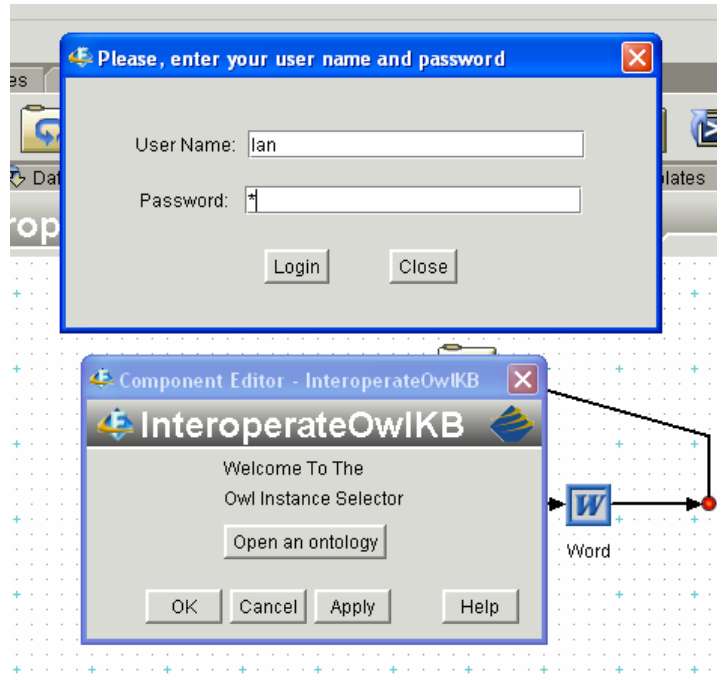 Please, enter your user name and password
es
User Name: Ian
Dat
lates
Password: *
rop
Login Close
Component Editor - InteroperateOwlKB
InteroperateOwlKB
Welcome To The
Owl Instance Selector
W
Open an ontology
Word
OK Cancel Apply Help